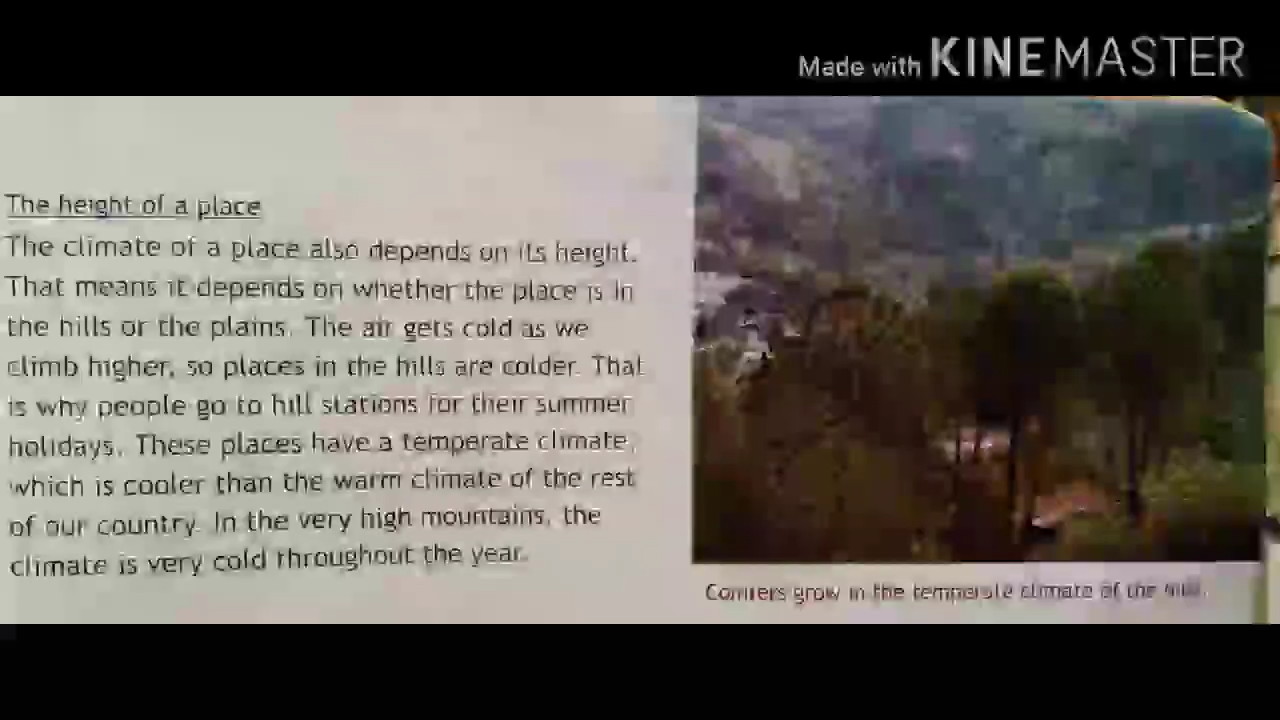 Made with KINEMASTER
The height of a place
The climate of a place also depends on its height.
That means it depends on whether the place is in
the hills or the plains. The air gets cold as we
climb higher, so places in the hills are colder. That
is why people go to hill stations for their summer
holidays. These places have a temperate climate,
which is cooler than the warm climate of the rest
of our country. In the very high mountains, the
climate is very cold throughout the year.
Conifers grow in the temperate climate of the hills.